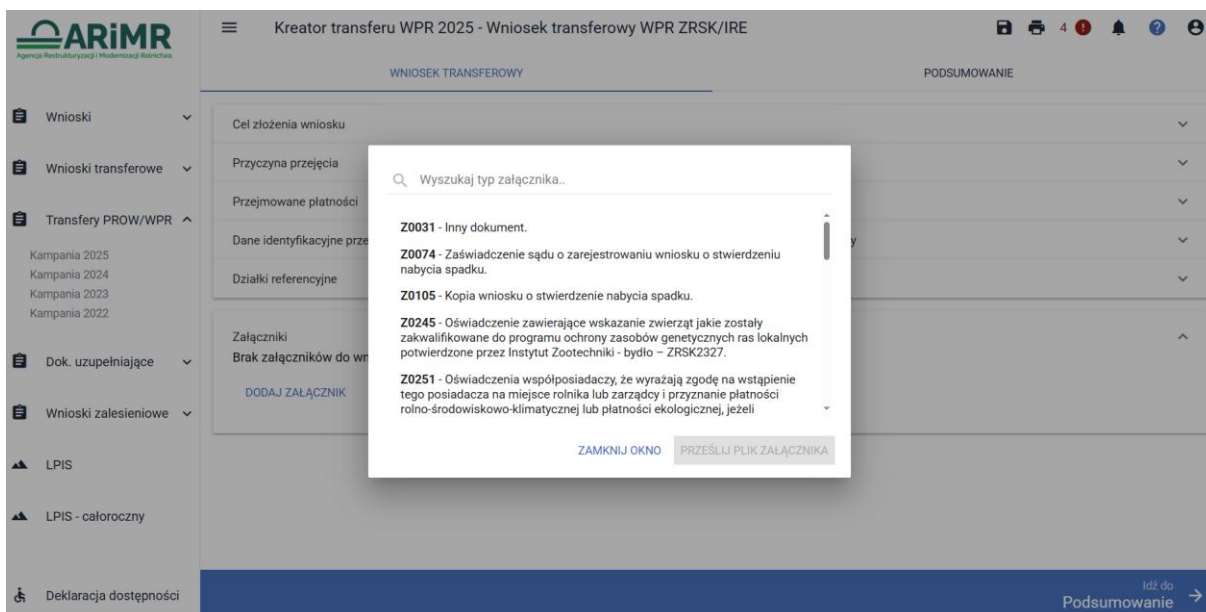 ARiMR
Agencja Restrukturyzacji i Modernizacji Rolnictwa
Kreator transferu WPR 2025 - Wniosek transferowy WPR ZRSK/IRE
4
WNIOSEK TRANSFEROWY
PODSUMOWANIE
Wnioski
Wnioski transferowe
Transfery PROW/WPR
Kampania 2025
Kampania 2024
Kampania 2023
Kampania 2022
Dok. uzupełniające
Wnioski zalesieniowe
LPIS
LPIS - całoroczny
Deklaracja dostępności
Cel złożenia wniosku
Przyczyna przejęcia
Przejmowane płatności
Dane identyfikacyjne prze
y
Działki referencyjne
Załączniki
Brak załączników do wn
DODAJ ZAŁĄCZNIK
Wyszukaj typ załącznika..
Z0031 - Inny dokument.
Z0074 - Zaświadczenie sądu o zarejestrowaniu wniosku o stwierdzeniu
nabycia spadku.
Z0105 - Kopia wniosku o stwierdzenie nabycia spadku.
Z0245 - Oświadczenie zawierające wskazanie zwierząt jakie zostały
zakwalifikowane do programu ochrony zasobów genetycznych ras lokalnych
potwierdzone przez Instytut Zootechniki - bydło – ZRSK2327.
Z0251 - Oświadczenia współposiadaczy, że wyrażają zgodę na wstąpienie
tego posiadacza na miejsce rolnika lub zarządcy i przyznanie płatności
rolno-środowiskowo-klimatycznej lub płatności ekologicznej, jeżeli
ZAMKNIJ OKNO
PRZEŚLIJ PLIK ZAŁĄCZNIKA
Idź do
Podsumowanie